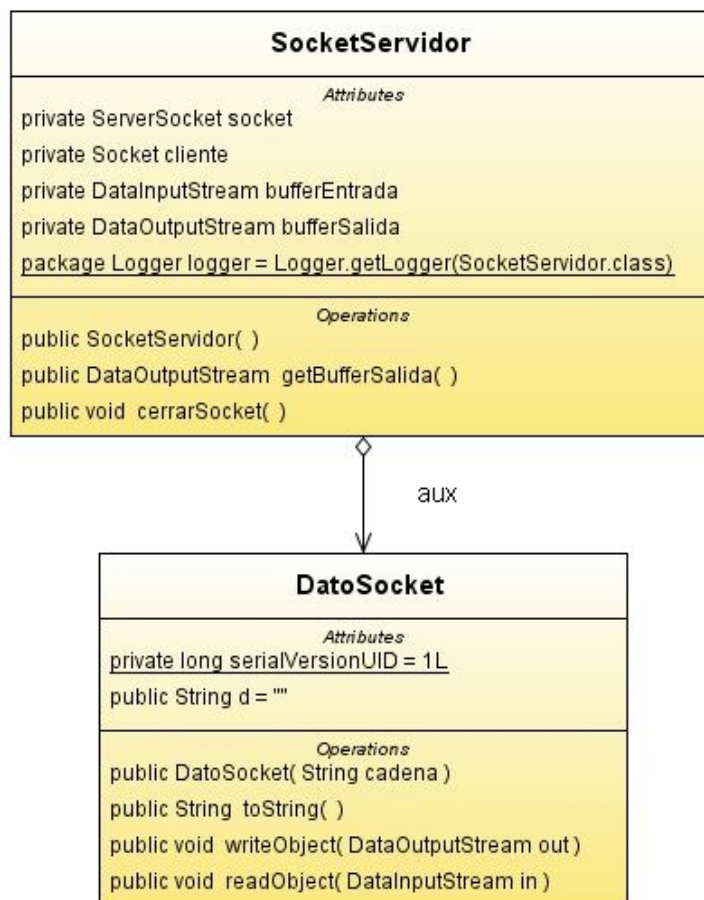 SocketServidor
Attributes
private ServerSocket socket
private Socket cliente
private DataInputStream bufferEntrada
private DataOutputStream bufferSalida
package Logger logger = Logger.getLogger(SocketServidor.class)
Operations
public SocketServidor( )
public DataOutputStream getBufferSalida( )
public void cerrarSocket( )
aux
DatoSocket
Attributes
private long serialVersionUID = 1L
public String d = ""
Operations
public DatoSocket( String cadena )
public String toString( )
public void writeObject( DataOutputStream out )
public void readObject( DataInputStream in )